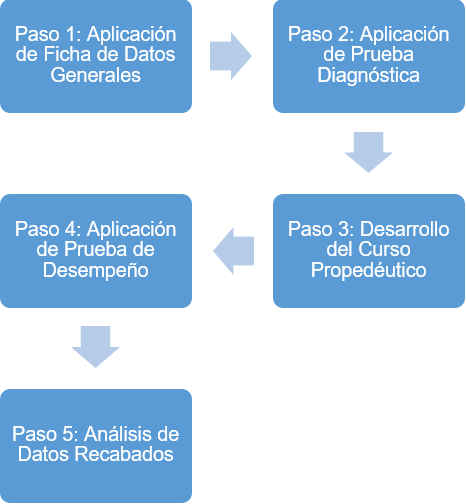 Paso 1: Aplicación
de Ficha de Datos
Generales
Paso 2: Aplicación
de Prueba
Diagnóstica
Paso 3: Desarrollo
del Curso
Propedéutico
Paso 4: Aplicación
de Prueba de
Desempeño
Paso 5: Análisis de
Datos Recabados